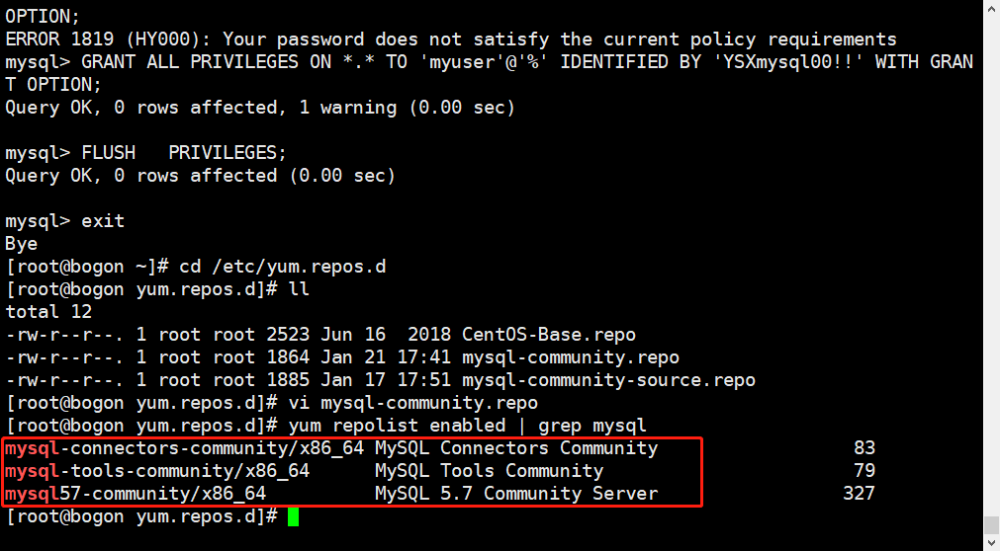 OPTION;
ERROR 1819 (HY000): Your password does not satisfy the current policy requirements
mysql> GRANT ALL PRIVILEGES ON *.* TO 'myuser'@'%' IDENTIFIED BY 'YSXmysql00!!' WITH GRAN
T OPTION;
Query OK, 0 rows affected, 1 warning (0.00 sec)
mysql> FLUSH   PRIVILEGES;
Query OK, 0 rows affected (0.00 sec)
mysql> exit
Bye
[root@bogon ~]# cd /etc/yum.repos.d
[root@bogon yum.repos.d]# ll
total 12
-rw-r--r--. 1 root root 2523 Jun 16  2018 CentOS-Base.repo
-rw-r--r--. 1 root root 1864 Jan 21 17:41 mysql-community.repo
-rw-r--r--. 1 root root 1885 Jan 17 17:51 mysql-community-source.repo
[root@bogon yum.repos.d]# vi mysql-community.repo
[root@bogon yum.repos.d]# yum repolist enabled | grep mysql
mysql-connectors-community/x86_64 MySQL Connectors Community                  83
mysql-tools-community/x86_64      MySQL Tools Community                       79
mysql57-community/x86_64          MySQL 5.7 Community Server                 327
[root@bogon yum.repos.d]#